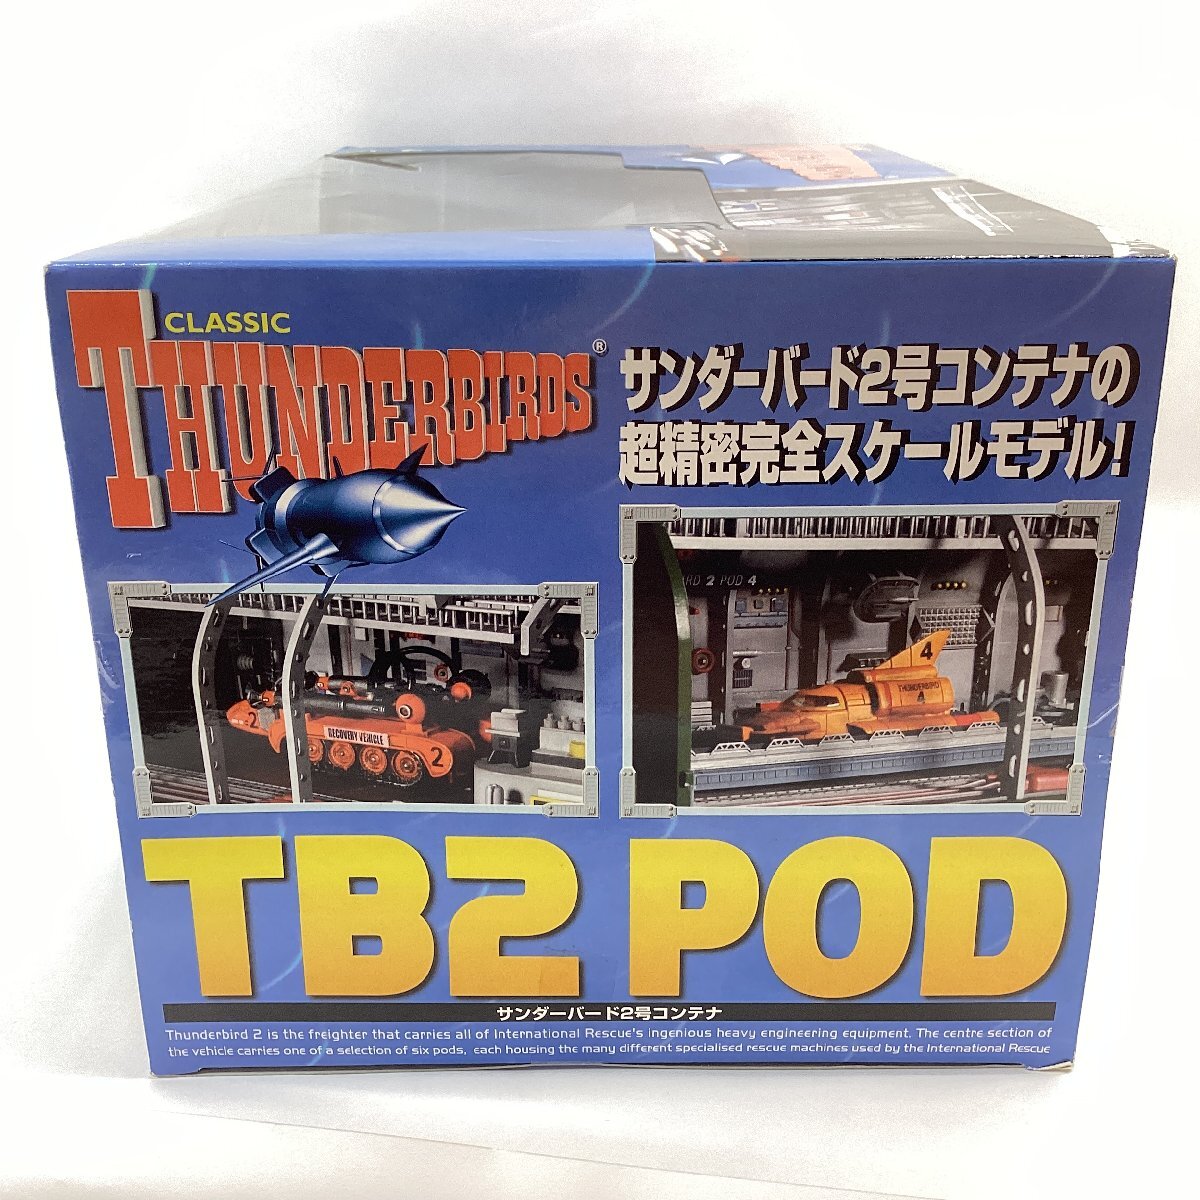 CLASSIC
THUNDERBIRDS®
サンダーバード2号コンテナの
超精密完全スケールモデル!
2
RECOVERY VEHICLE
2
RD 2 POD 4
4
THUNDERBIRD
4
TB2 POD
サンダーバード2号コンテナ
Thunderbird 2 is the freighter that carries all of International Rescue's ingenious heavy engineering equipment. The centre section of
the vehicle carries one of a selection of six pods, each housing the many different specialised rescue machines used by the International Rescue